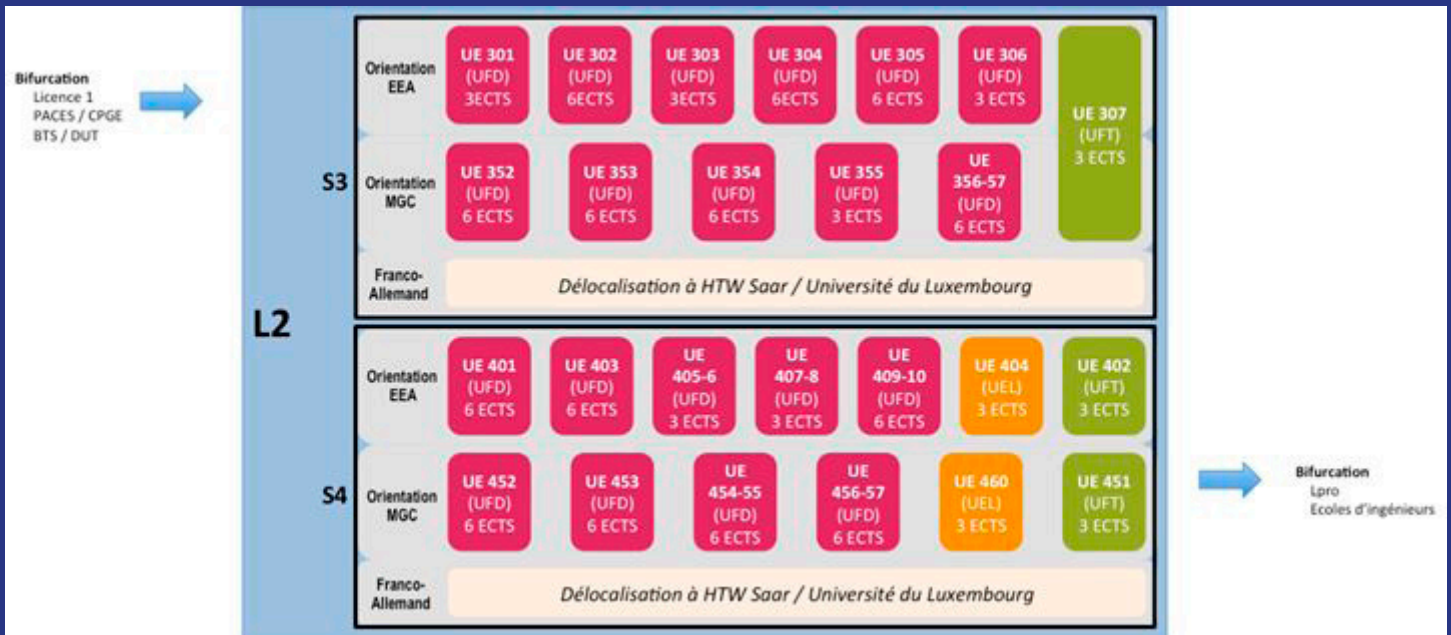 Bifurcation
Licence 1
PACES / CPGE
BTS / DUT
L2
S3
Orientation
EEA
UE 301
(UFD)
3ECTS
UE 302
(UFD)
6ECTS
UE 303
(UFD)
3ECTS
UE 304
(UFD)
6ECTS
UE 305
(UFD)
6 ECTS
UE 306
(UFD)
3 ECTS
UE 307
(UFT)
3 ECTS
Orientation
MGC
UE 352
(UFD)
6 ECTS
UE 353
(UFD)
6 ECTS
UE 354
(UFD)
6 ECTS
UE 355
(UFD)
3 ECTS
UE
356-57
(UFD)
6 ECTS
Franco-
Allemand
Délocalisation à HTW Saar / Université du Luxembourg
S4
Orientation
EEA
UE 401
(UFD)
6 ECTS
UE 403
(UFD)
6 ECTS
UE
405-6
(UFD)
3 ECTS
UE
407-8
(UFD)
3 ECTS
UE
409-10
(UFD)
6 ECTS
UE 404
(UEL)
3 ECTS
UE 402
(UFT)
3 ECTS
Orientation
MGC
UE 452
(UFD)
6 ECTS
UE 453
(UFD)
6 ECTS
UE
454-55
(UFD)
6 ECTS
UE
456-57
(UFD)
6 ECTS
UE 460
(UEL)
3 ECTS
UE 451
(UFT)
3 ECTS
Franco-
Allemand
Délocalisation à HTW Saar / Université du Luxembourg
Bifurcation
Lpro
Ecoles d'ingénieurs